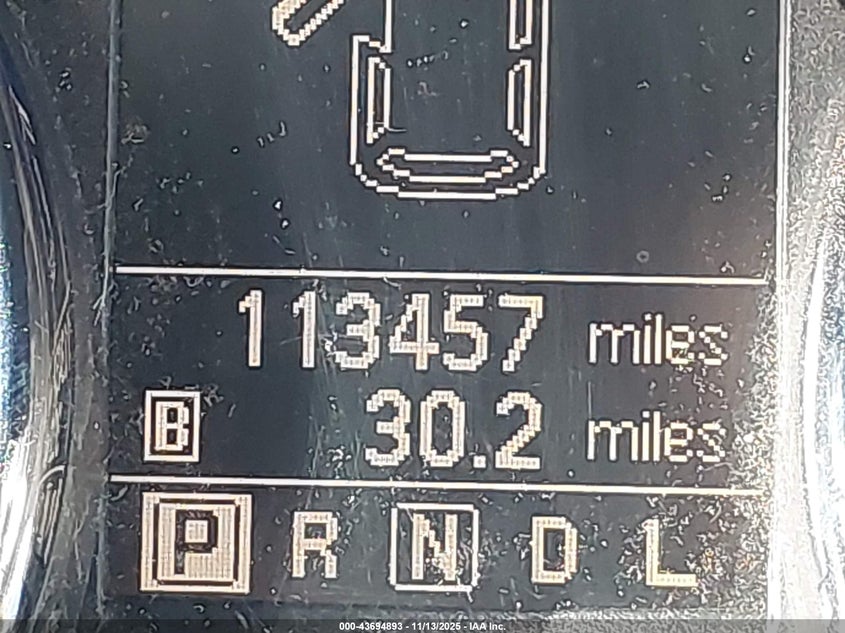 113457 miles
B 30.2 miles
P R N D L
000-43694893 - 11/13/2025 - IAA Inc.